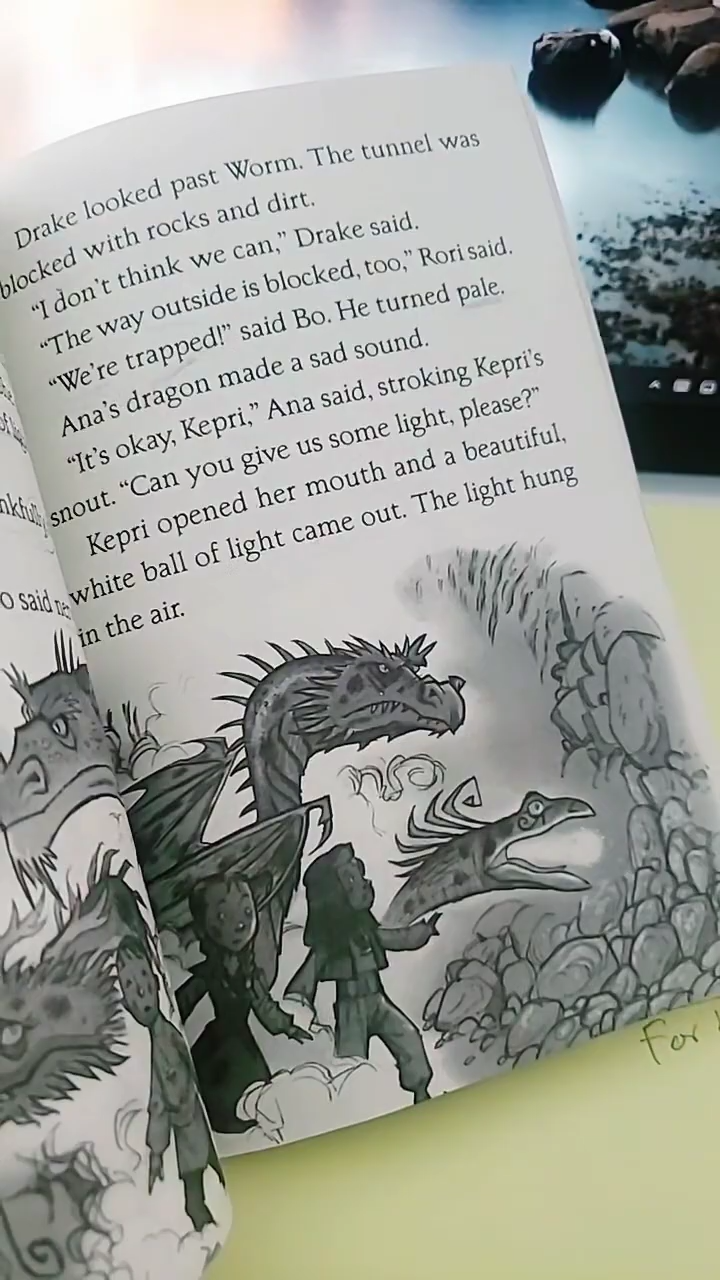 Drake looked past Worm. The tunnel was
blocked with rocks and dirt.
“I don’t think we can,” Drake said.
“The way outside is blocked, too,” Rori said.
“We’re trapped!” said Bo. He turned pale.
Ana’s dragon made a sad sound.
“It’s okay, Kepri,” Ana said, stroking Kepri’s
snout. “Can you give us some light, please?”
Kepri opened her mouth and a beautiful,
white ball of light came out. The light hung
in the air.
said
For